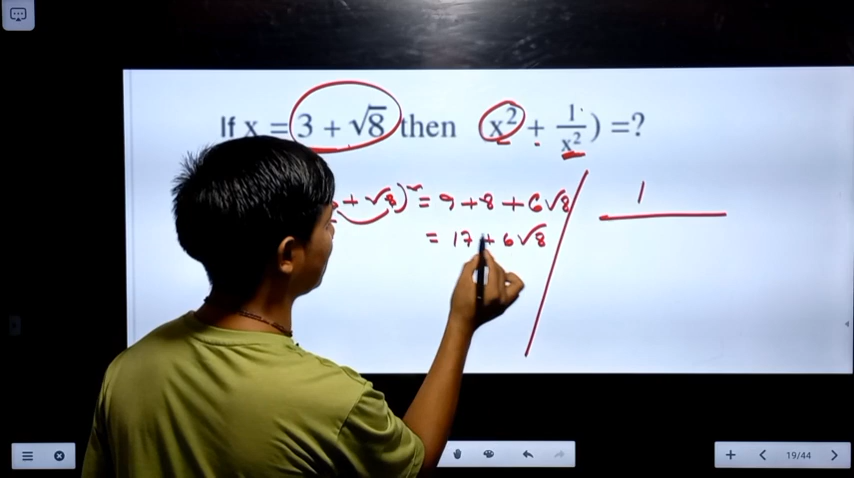 If x = 3 + √8 then (x² + 1/x²) =?
+ √8)² = 9 + 8 + 6√8
= 17 + 6√8
1
19/44